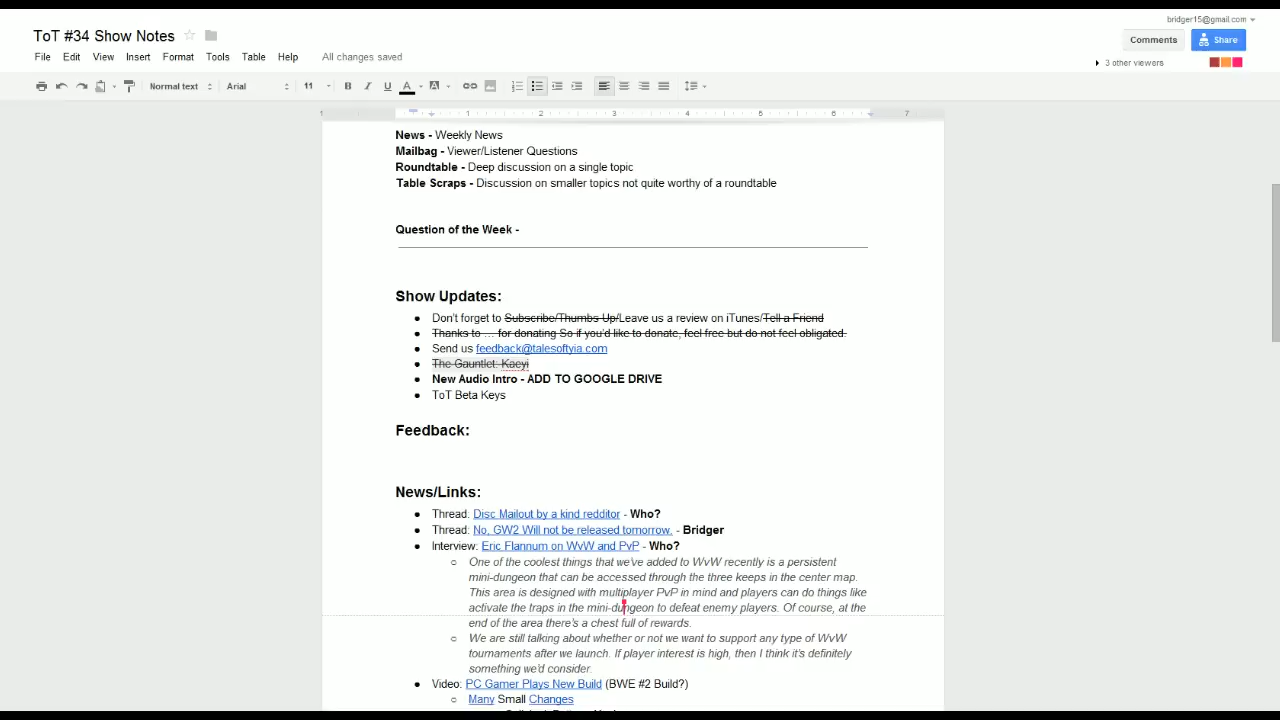 bridger15@gmail.com
ToT #34 Show Notes
Comments Share
File Edit View Insert Format Tools Table Help All changes saved
3 other viewers
Normal text Arial 11 B I U A A
1 1 2 3 4 5 6 7
News - Weekly News
Mailbag - Viewer/Listener Questions
Roundtable - Deep discussion on a single topic
Table Scraps - Discussion on smaller topics not quite worthy of a roundtable
Question of the Week -
Show Updates:
● Don't forget to Subscribe/Thumbs Up/Leave us a review on iTunes/Tell a Friend
● Thanks to … for donating So if you'd like to donate, feel free but do not feel obligated.
● Send us feedback@talesoftyia.com
● The Gauntlet: Kaeyi
● New Audio Intro - ADD TO GOOGLE DRIVE
● ToT Beta Keys
Feedback:
News/Links:
● Thread: Disc Mailout by a kind redditor - Who?
● Thread: No, GW2 Will not be released tomorrow. - Bridger
● Interview: Eric Flannum on WvW and PvP - Who?
○ One of the coolest things that we've added to WvW recently is a persistent
mini-dungeon that can be accessed through the three keeps in the center map.
This area is designed with multiplayer PvP in mind and players can do things like
activate the traps in the mini-dungeon to defeat enemy players. Of course, at the
end of the area there's a chest full of rewards.
○ We are still talking about whether or not we want to support any type of WvW
tournaments after we launch. If player interest is high, then I think it's definitely
something we'd consider.
● Video: PC Gamer Plays New Build (BWE #2 Build?)
○ Many Small Changes